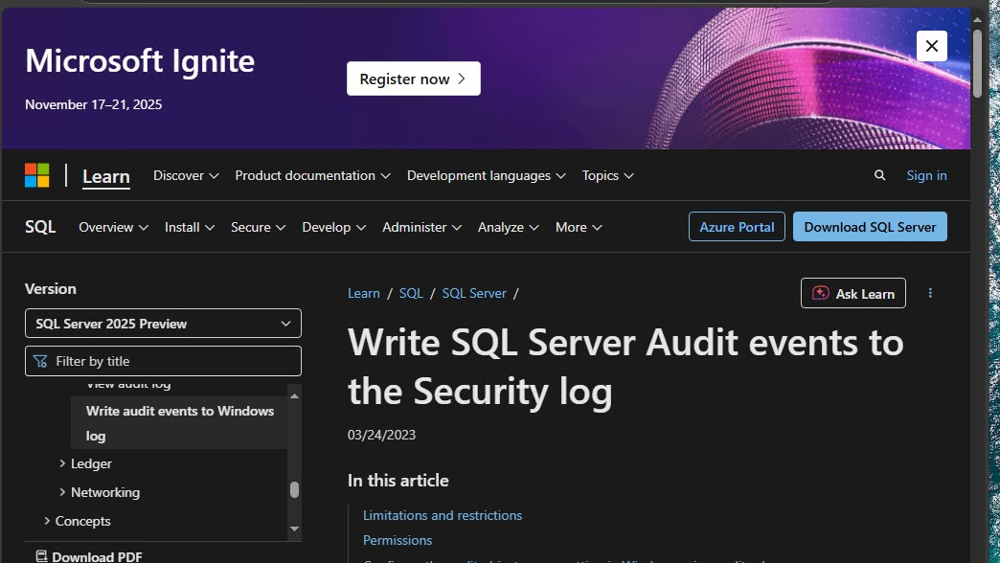 Microsoft Ignite
November 17–21, 2025
Register now
Learn
Discover
Product documentation
Development languages
Topics
Sign in
SQL
Overview
Install
Secure
Develop
Administer
Analyze
More
Azure Portal
Download SQL Server
Version
SQL Server 2025 Preview
Filter by title
View audit log
Write audit events to Windows
log
Ledger
Networking
Concepts
Download PDF
Learn / SQL / SQL Server /
Ask Learn
Write SQL Server Audit events to
the Security log
03/24/2023
In this article
Limitations and restrictions
Permissions